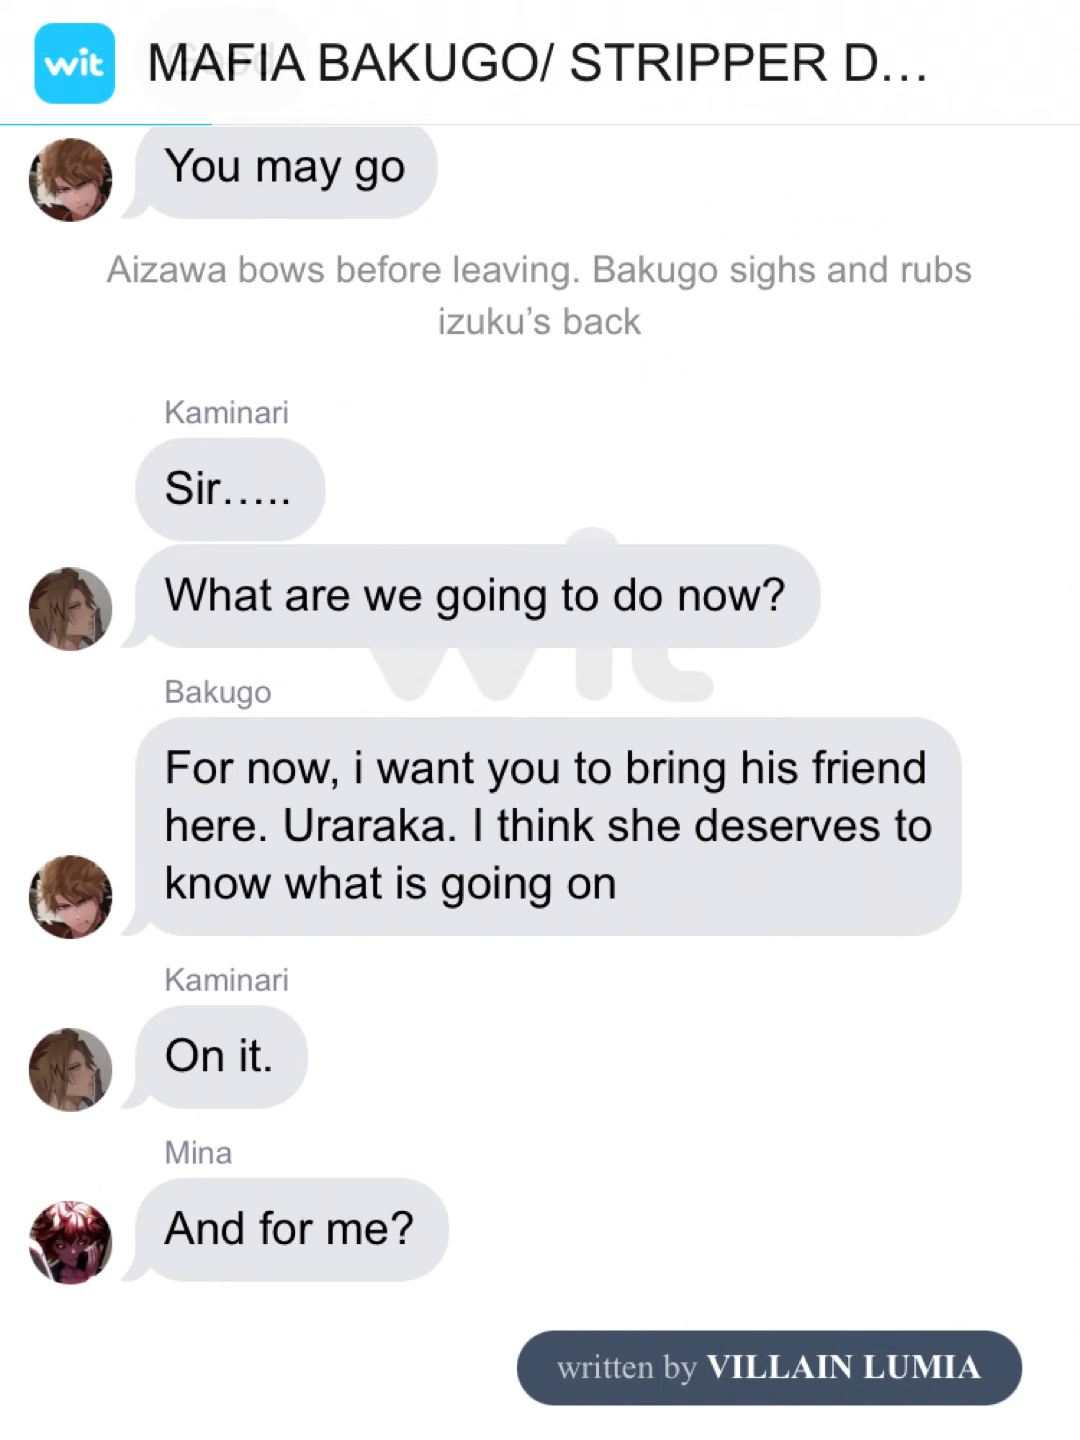 wit
MAFIA BAKUGO/ STRIPPER D...
Good
You may go
Aizawa bows before leaving. Bakugo sighs and rubs
izuku’s back
Kaminari
Sir.....
What are we going to do now?
wit
Bakugo
For now, i want you to bring his friend
here. Uraraka. I think she deserves to
know what is going on
Kaminari
On it.
Mina
And for me?
written by VILLAIN LUMIA